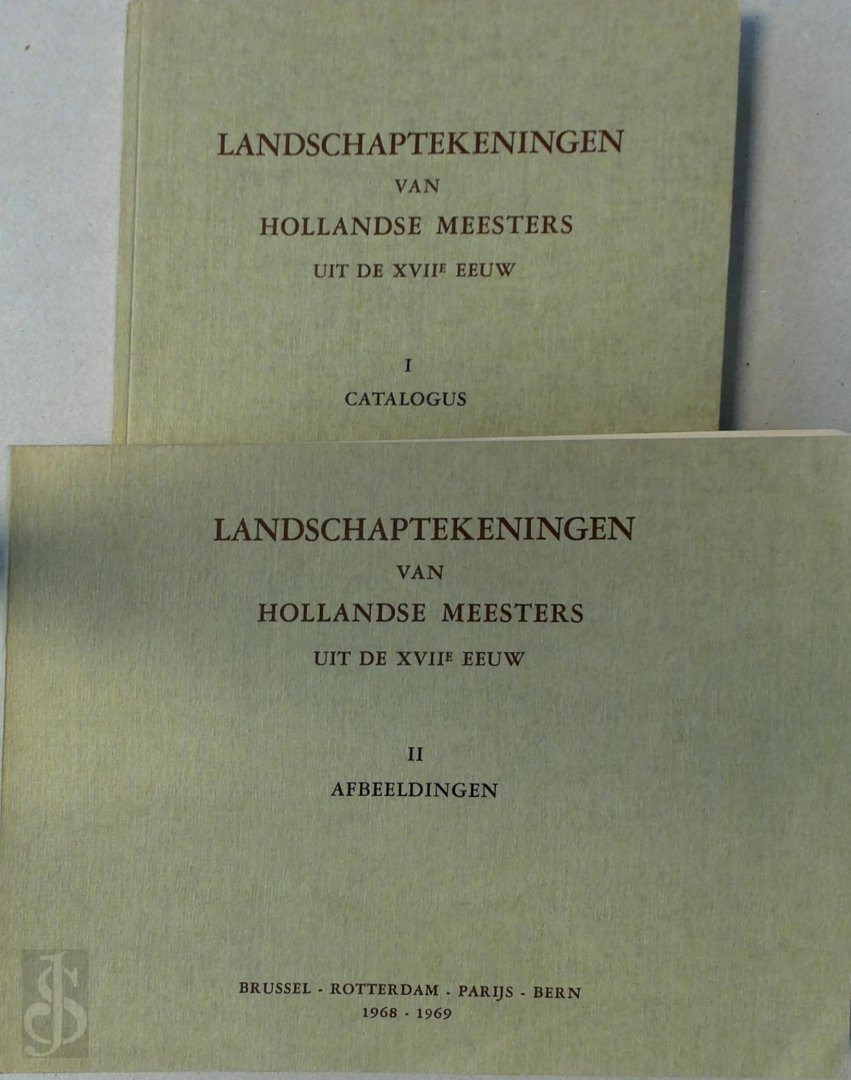 LANDSCHAPTEKENINGEN
VAN
HOLLANDSE MEESTERS
UIT DE XVIIE EEUW
I
CATALOGUS
LANDSCHAPTEKENINGEN
VAN
HOLLANDSE MEESTERS
UIT DE XVIIE EEUW
II
AFBEELDINGEN
BRUSSEL - ROTTERDAM - PARIJS - BERN
1968 - 1969